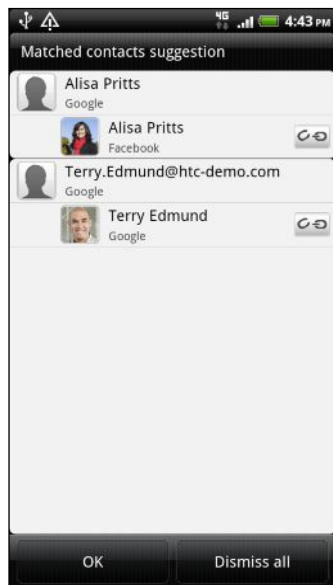 4G
4:43 PM
Matched contacts suggestion
Alisa Pritts
Google
Alisa Pritts
Facebook
Terry.Edmund@htc-demo.com
Google
Terry Edmund
Google
OK
Dismiss all